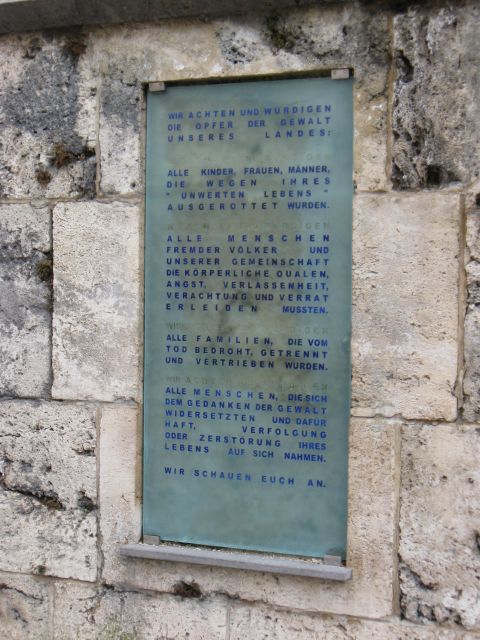 WIR ACHTEN UND WÜRDIGEN
DIE OPFER DER GEWALT
UNSERES LANDES:
ALLE KINDER, FRAUEN, MÄNNER,
DIE WEGEN IHRES
"UNWERTEN LEBENS"
AUSGEROTTET WURDEN.
ALLE MENSCHEN
FREMDER VÖLKER UND
UNSERER GEMEINSCHAFT
DIE KÖRPERLICHE QUALEN,
ANGST, VERLASSENHEIT,
VERACHTUNG UND VERRAT
ERLEIDEN MUSSTEN.
ALLE FAMILIEN, DIE VOM
TOD BEDROHT, GETRENNT
UND VERTRIEBEN WURDEN.
ALLE MENSCHEN, DIE SICH
DEM GEDANKEN DER GEWALT
WIDERSETZTEN UND DAFÜR
HAFT, VERFOLGUNG
ODER ZERSTÖRUNG IHRES
LEBENS AUF SICH NAHMEN.
WIR SCHAUEN EUCH AN.